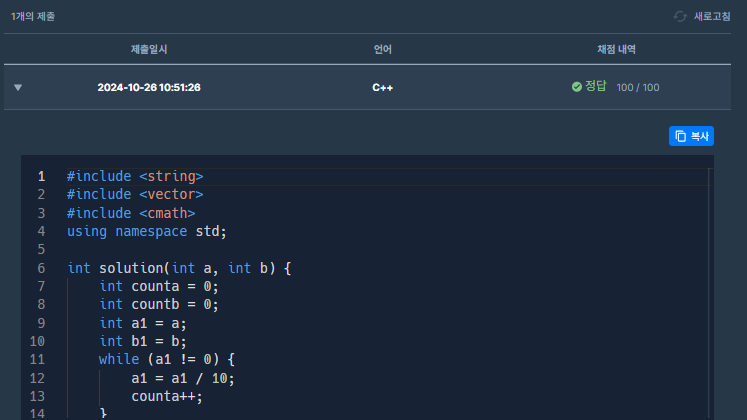 1개의 제출
새로고침
제출일시 언어 채점 내역
2024-10-26 10:51:26 C++ 정답 100 / 100
복사
1 #include <string>
2 #include <vector>
3 #include <cmath>
4 using namespace std;
5
6 int solution(int a, int b) {
7     int counta = 0;
8     int countb = 0;
9     int a1 = a;
10     int b1 = b;
11     while (a1 != 0) {
12         a1 = a1 / 10;
13         counta++;
14     }